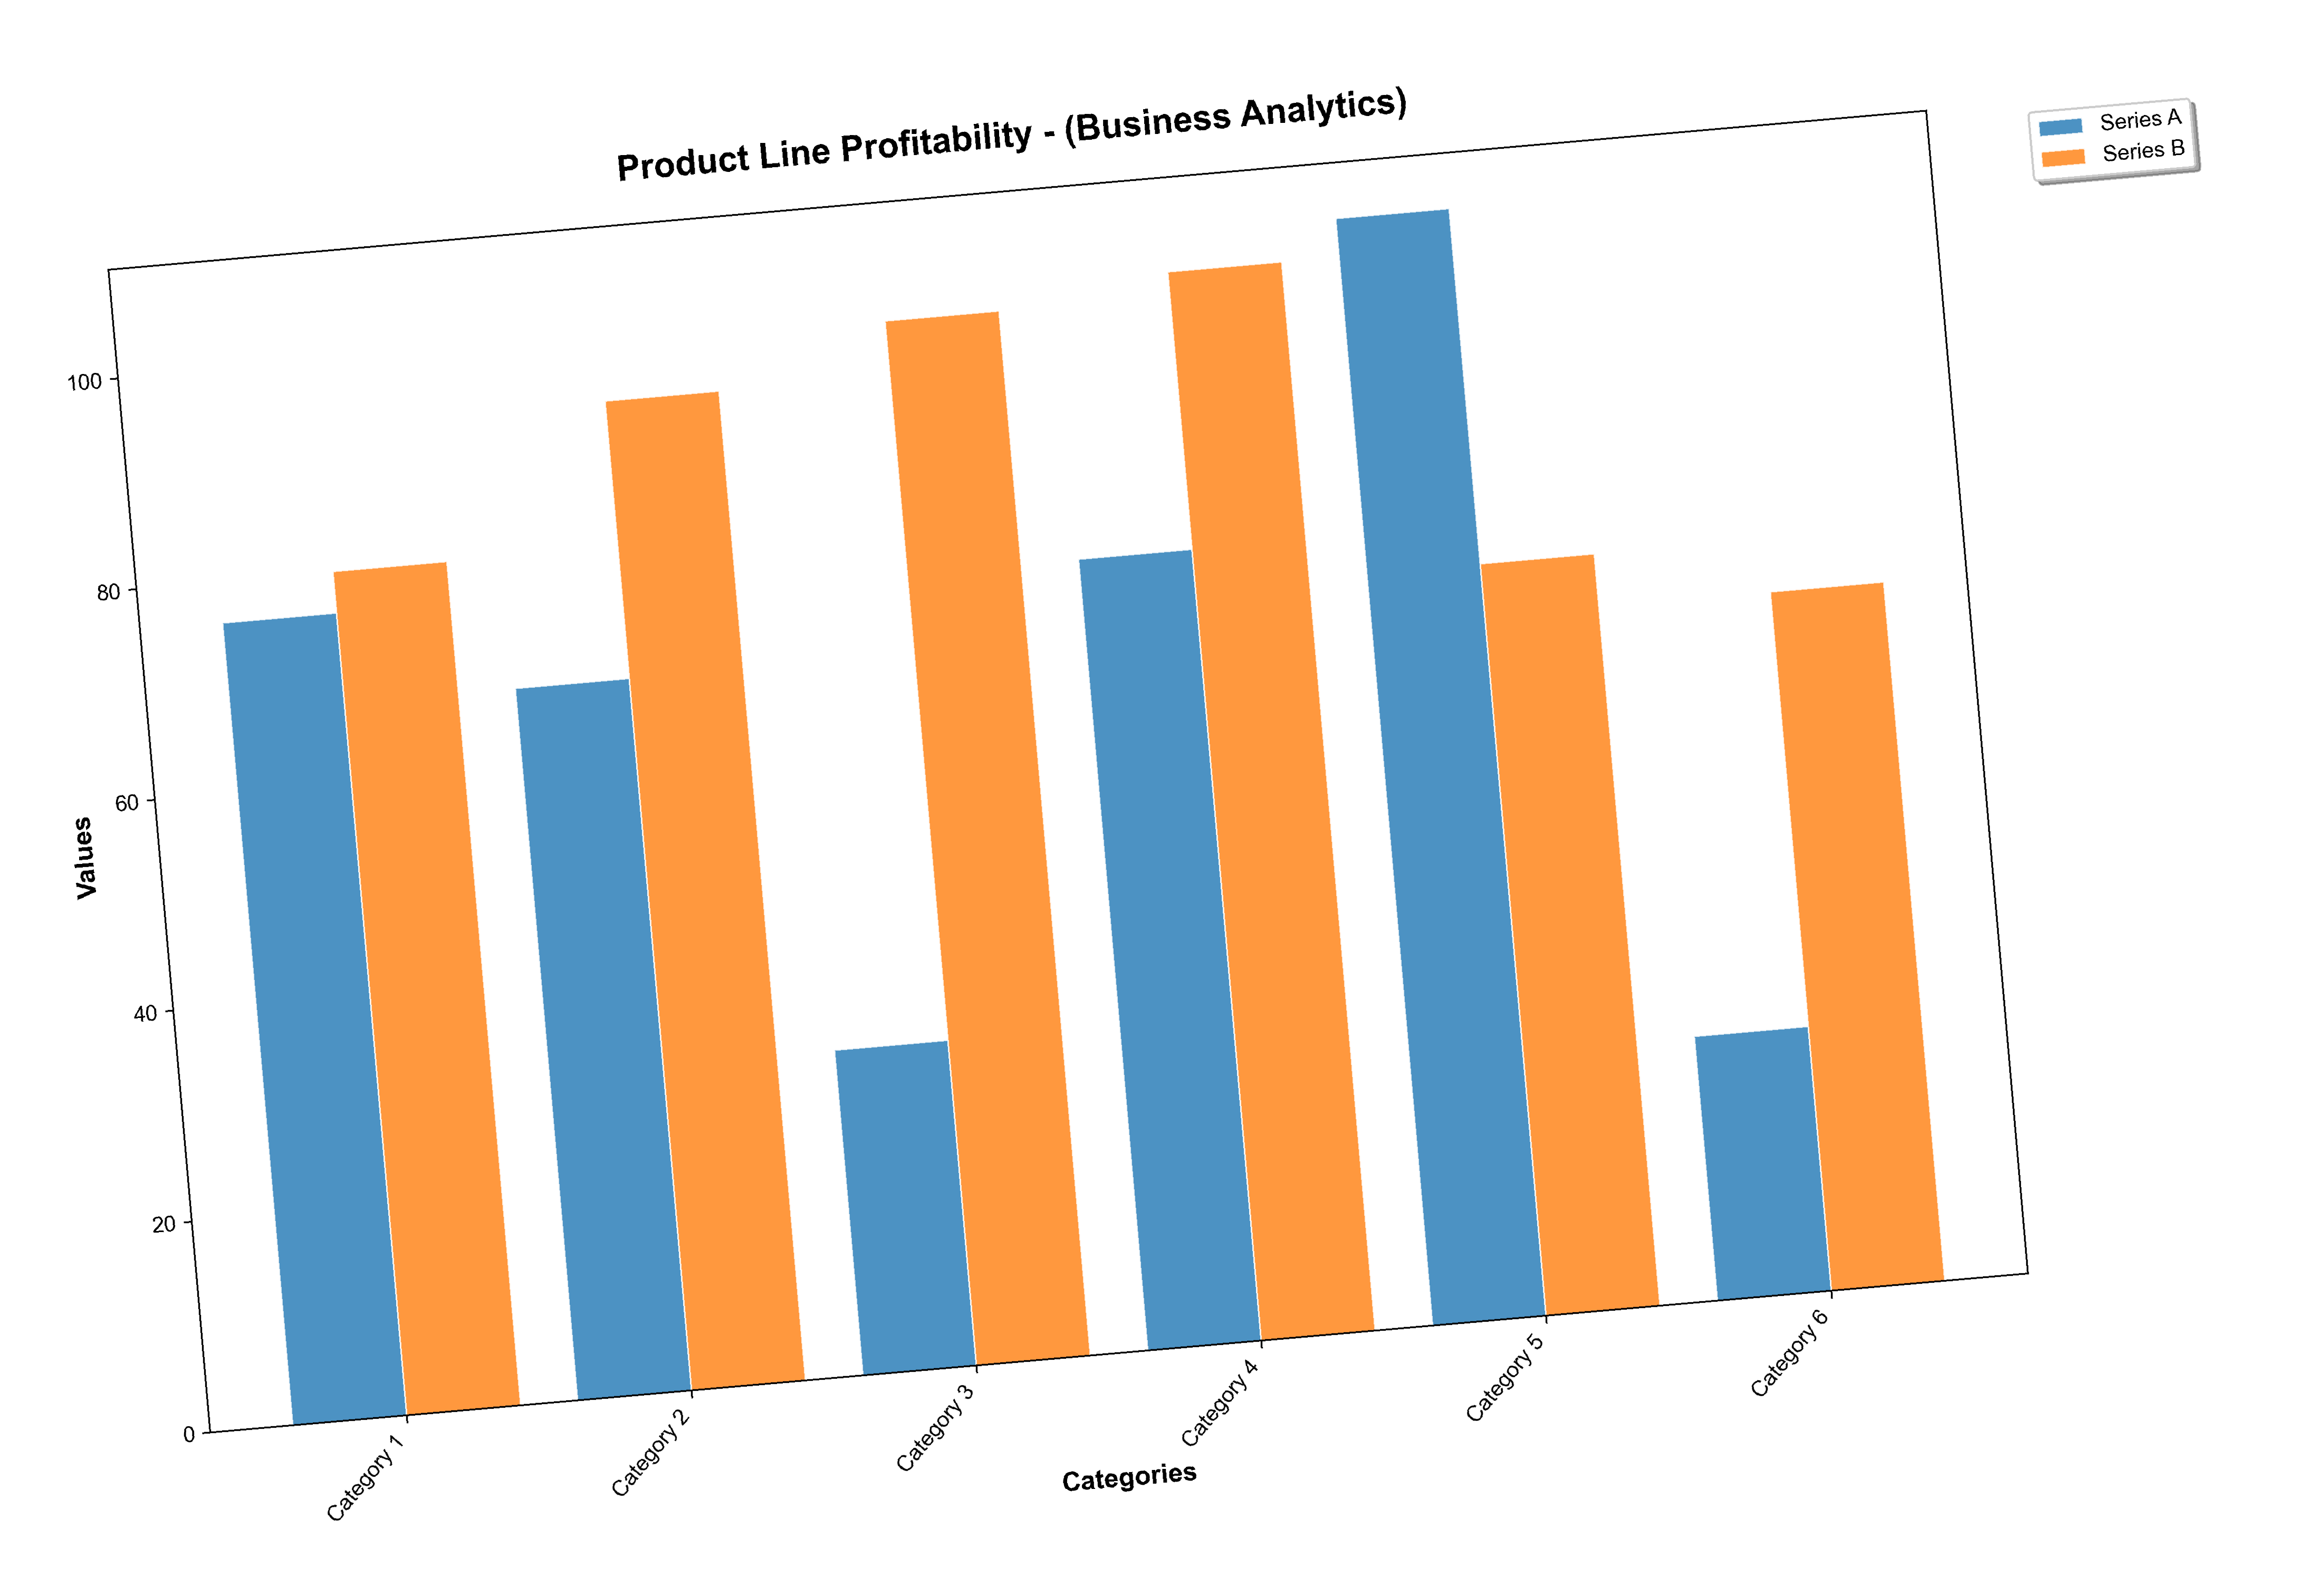 Product Line Profitability - (Business Analytics)
Series A
Series B
100
80
60
40
20
0
Values
Category 1
Category 2
Category 3
Category 4
Category 5
Category 6
Categories